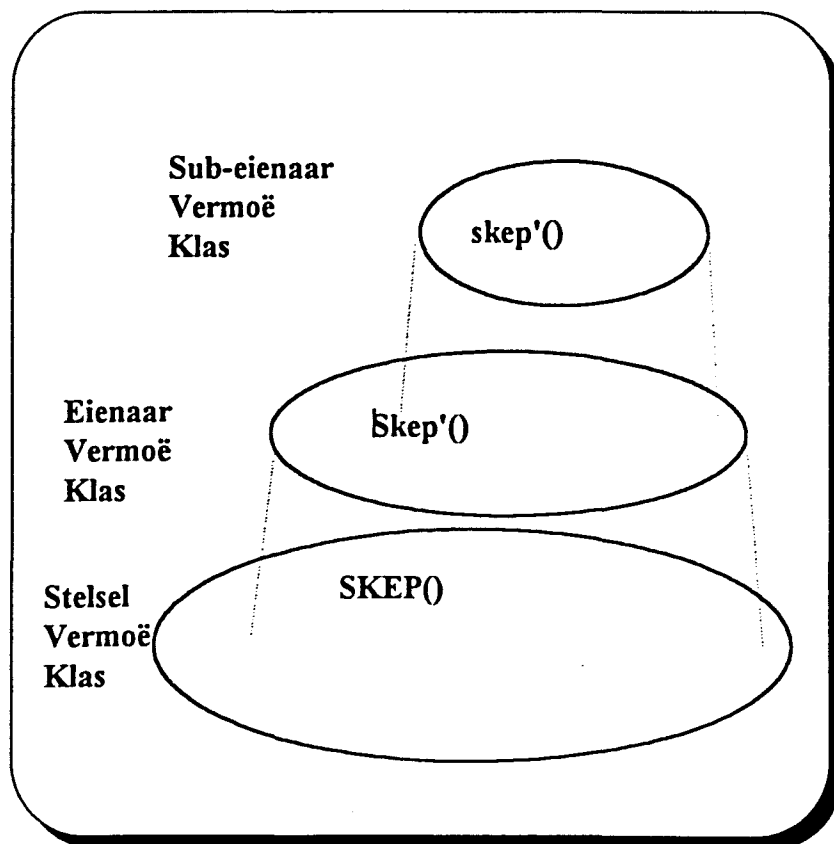 Sub-eienaar
Vermoë
Klas
skep'()
Eienaar
Vermoë
Klas
Skep'()
Stelsel
Vermoë
Klas
SKEP()